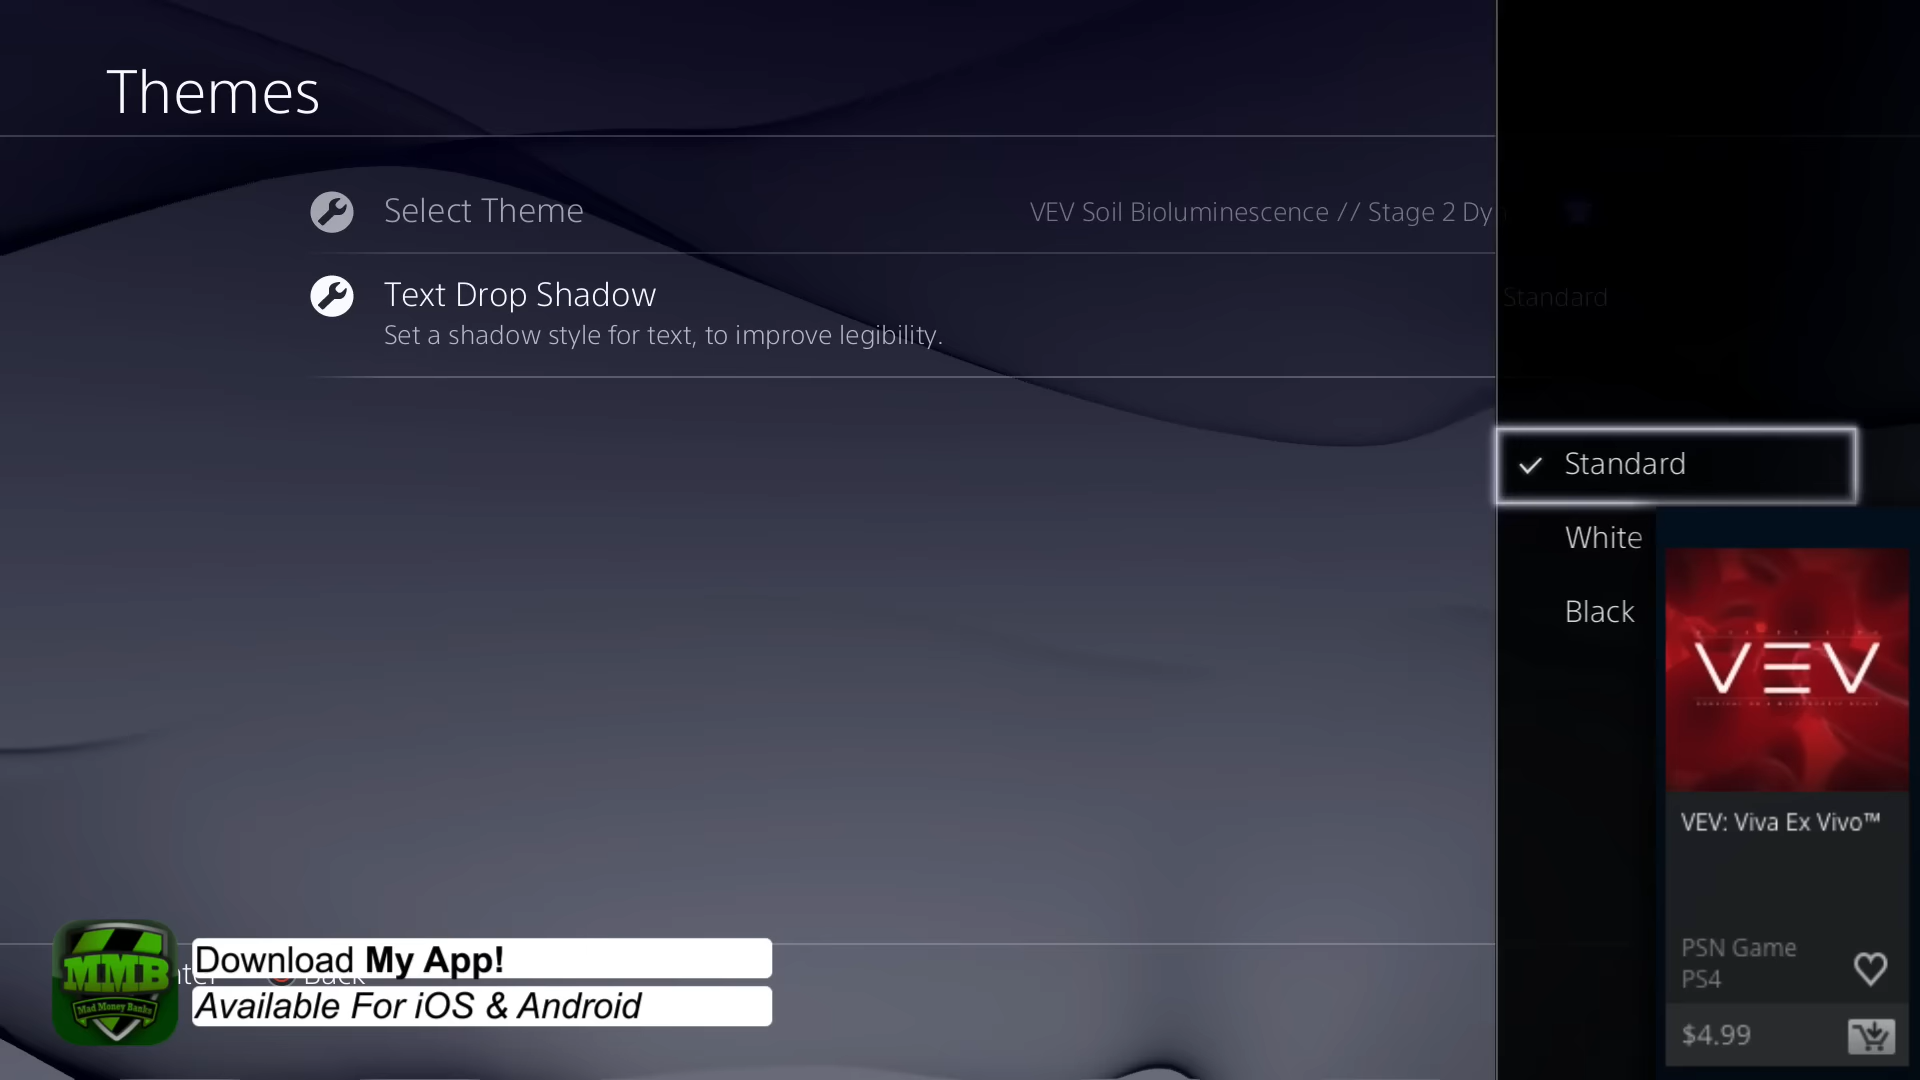 Themes
Select Theme
VEV Soil Bioluminescence // Stage 2 Dy
Text Drop Shadow
Standard
Set a shadow style for text, to improve legibility.
Standard
White
Black
VEV
VEV: Viva Ex Vivo™
PSN Game
PS4
$4.99
MMB
Mad Money Banks
Download My App!
Back
Available For iOS & Android